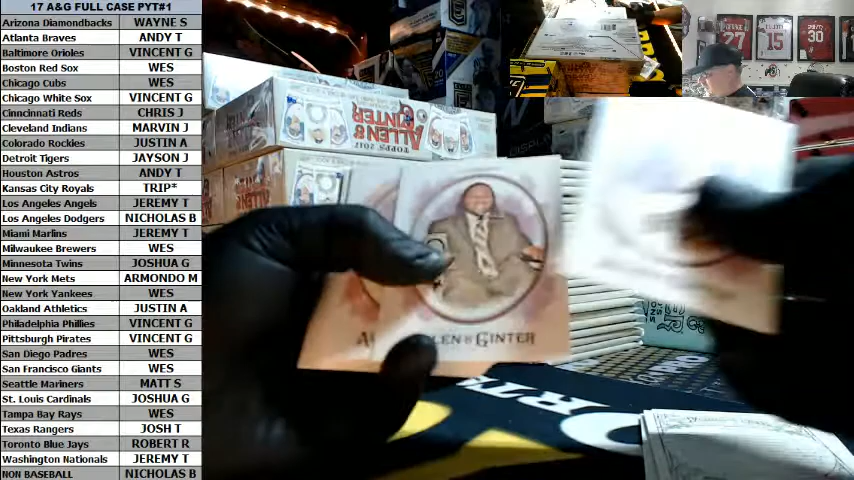 17 A&G FULL CASE PYT#1
Arizona Diamondbacks WAYNE S
Atlanta Braves ANDY T
Baltimore Orioles VINCENT G
Boston Red Sox WES
Chicago Cubs WES
Chicago White Sox VINCENT G
Cinncinati Reds CHRIS J
Cleveland Indians MARVIN J
Colorado Rockies JUSTIN A
Detroit Tigers JAYSON J
Houston Astros ANDY T
Kansas City Royals TRIP*
Los Angeles Angels JEREMY T
Los Angeles Dodgers NICHOLAS B
Miami Marlins JEREMY T
Milwaukee Brewers WES
Minnesota Twins JOSHUA G
New York Mets ARMONDO M
New York Yankees WES
Oakland Athletics JUSTIN A
Philadelphia Phillies VINCENT G
Pittsburgh Pirates VINCENT G
San Diego Padres WES
San Francisco Giants WES
Seattle Mariners MATT S
St. Louis Cardinals JOSHUA G
Tampa Bay Rays WES
Texas Rangers JOSH T
Toronto Blue Jays ROBERT R
Washington Nationals JEREMY T
NON BASEBALL NICHOLAS B
27 15 30
ALLEN & GINTER
TOPPS 2017
LLEN & GINTER